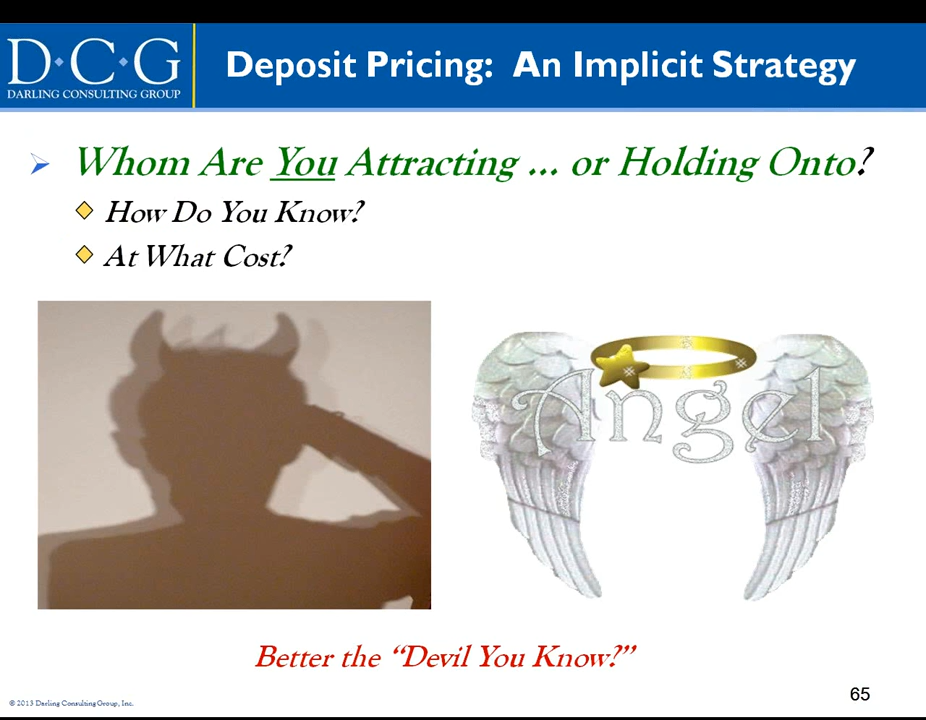 D·C·G
DARLING CONSULTING GROUP
Deposit Pricing: An Implicit Strategy
Whom Are You Attracting ... or Holding Onto?
How Do You Know?
At What Cost?
Angel
Better the “Devil You Know?”
© 2013 Darling Consulting Group, Inc.
65